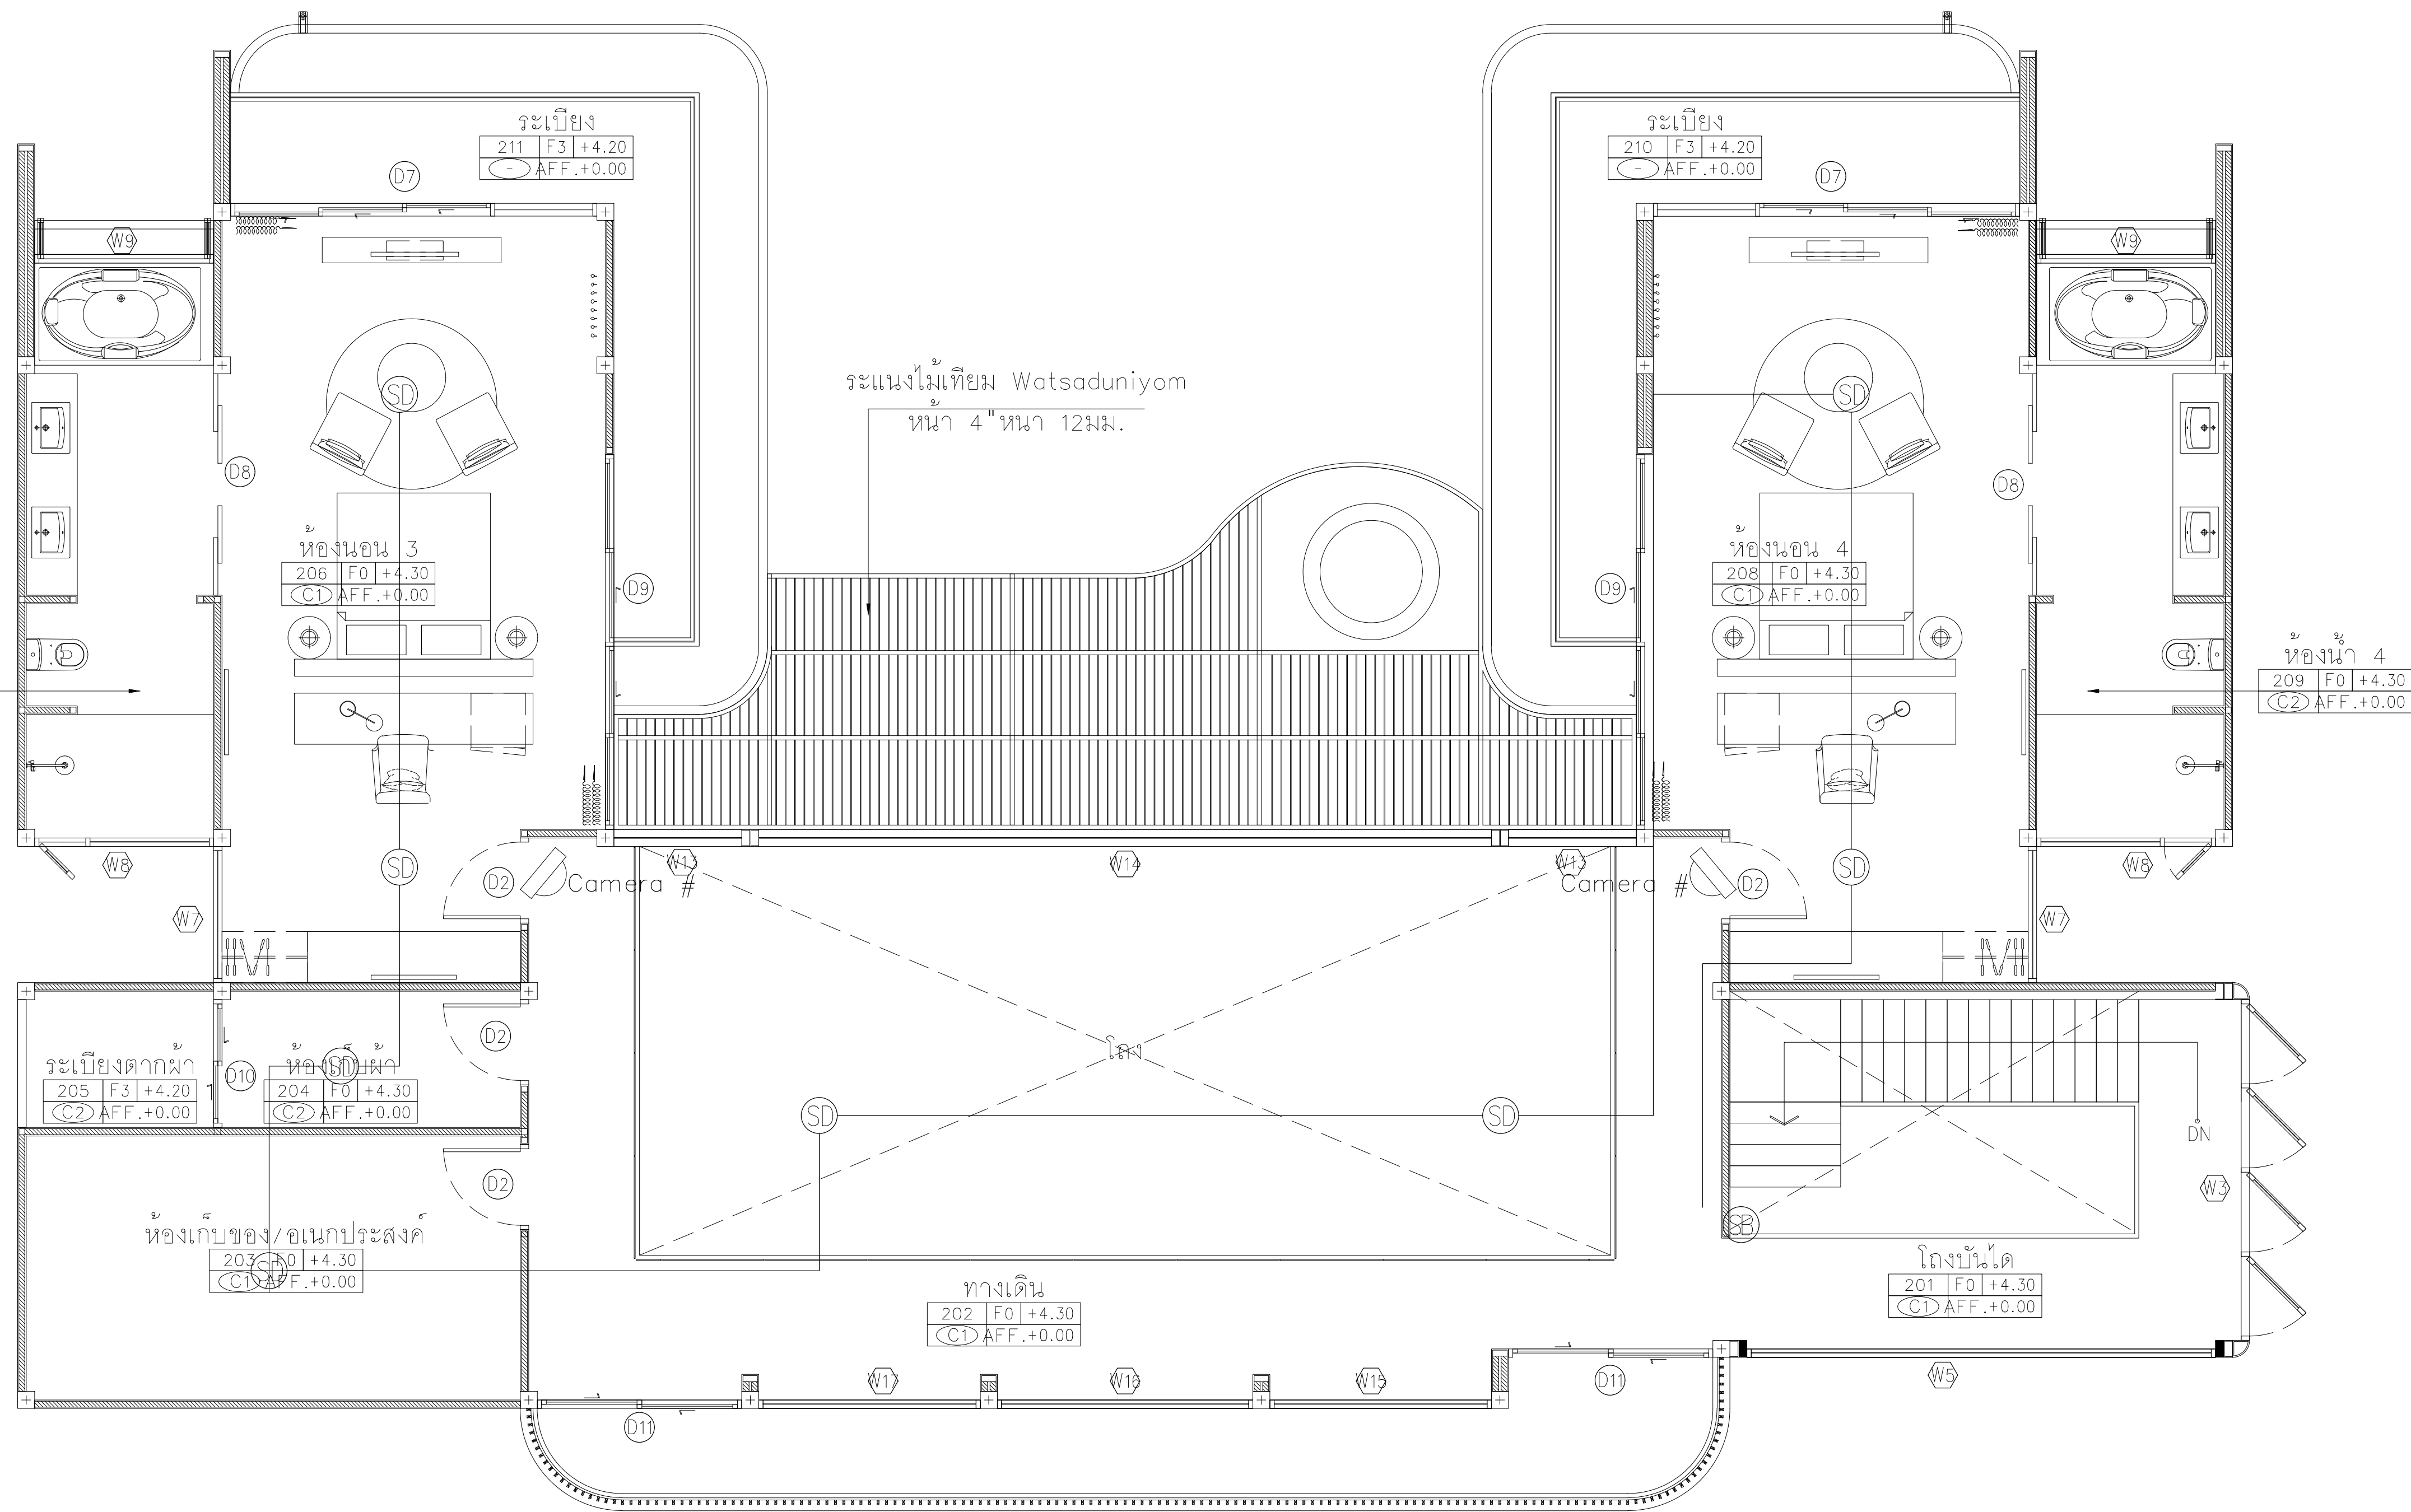 ระเบียง
211 F3 +4.20
- AFF.+0.00
ระเบียง
210 F3 +4.20
- AFF.+0.00
D7
D7
W9
W9
ระแนงไม้เทียม Watsaduniyom
หน้า 4"หนา 12มม.
SD
SD
D8
D8
ห้องนอน 3
206 F0 +4.30
C1 AFF.+0.00
ห้องนอน 4
208 F0 +4.30
C1 AFF.+0.00
D9
D9
ห้องน้ำ 4
209 F0 +4.30
C2 AFF.+0.00
W8
SD
D2
Camera #
W13
W14
W13
Camera #
D2
SD
W8
W7
W7
D2
โถง
ระเบียงตากผ้า
205 F3 +4.20
C2 AFF.+0.00
D10
ห้องเก็บผ้า
SD
204 F0 +4.30
C2 AFF.+0.00
SD
SD
DN
D2
W3
SB
ห้องเก็บของ/อเนกประสงค์
203 F0 +4.30
SD
C1 AFF.+0.00
โถงบันได
201 F0 +4.30
C1 AFF.+0.00
ทางเดิน
202 F0 +4.30
C1 AFF.+0.00
W17
W16
W15
D11
W5
D11